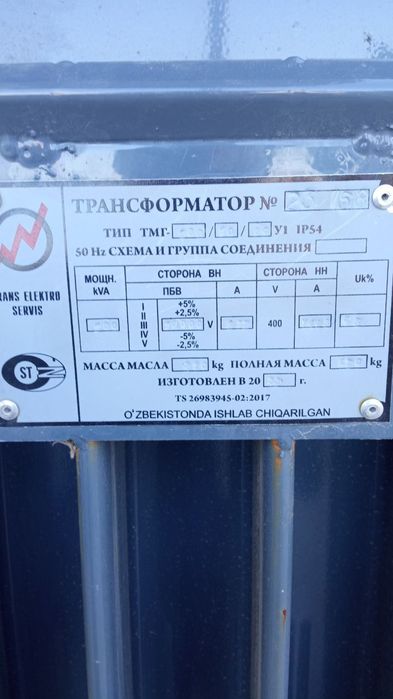 ТРАНСФОРМАТОР №
ТИП ТМГ- / / У1 IP54
50 Hz СХЕМА И ГРУППА СОЕДИНЕНИЯ
TRANS ELEKTRO
SERVIS
МОЩН.
kVA
СТОРОНА ВН
СТОРОНА НН
Uk%
ПБВ
A
V
A
I +5%
II +2,5%
III V 400
IV -5%
V -2,5%
ST
МАССА МАСЛА kg ПОЛНАЯ МАССА kg
ИЗГОТОВЛЕН В 20 г.
TS 26983945-02:2017
O'ZBEKISTONDA ISHLAB CHIQARILGAN